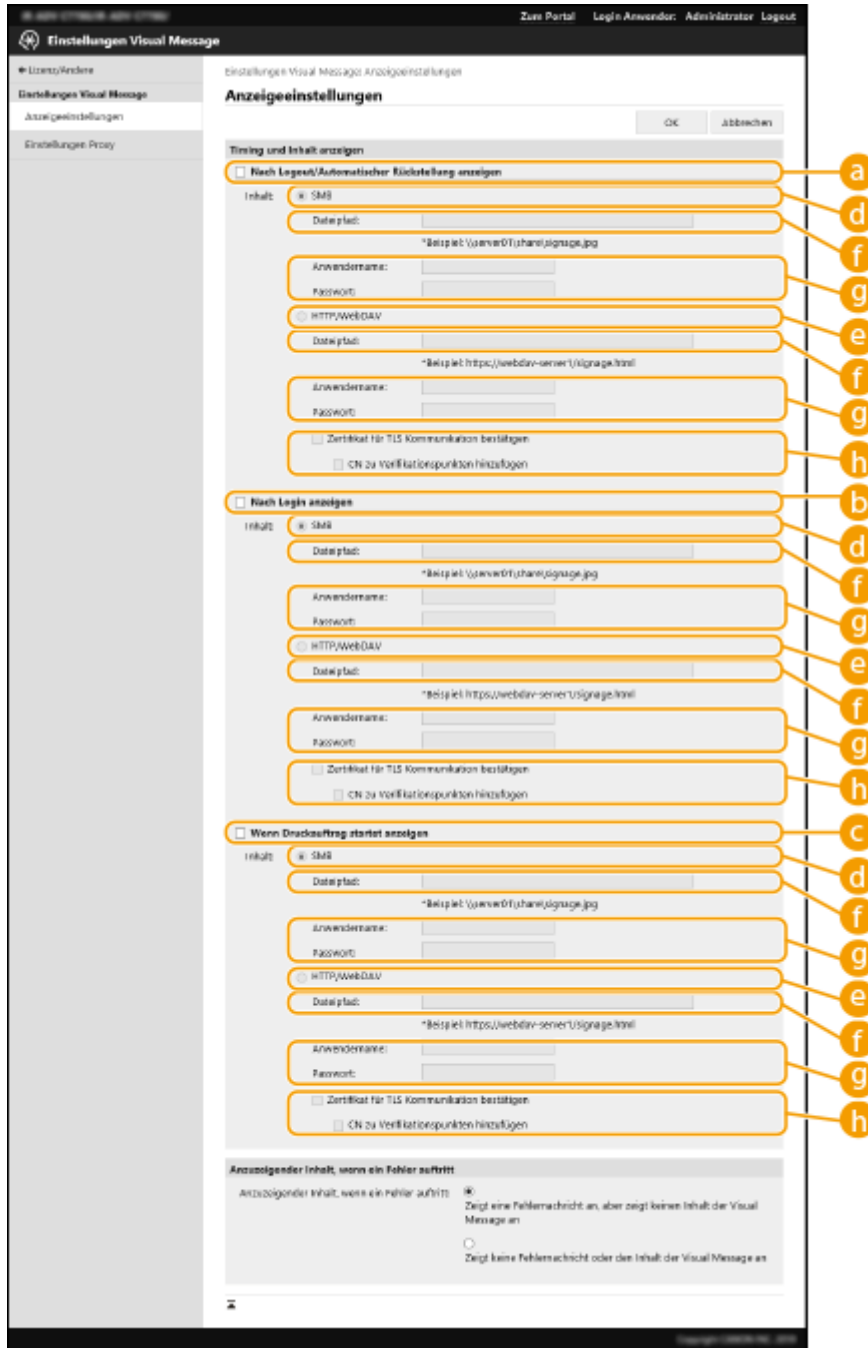 Zum Portal Login Anwender: Administrator Logout
Einstellungen Visual Message
Lizenz/Andere
Einstellungen Visual Message
Anzeigeeinstellungen
Einstellungen Proxy
Einstellungen Visual Message: Anzeigeeinstellungen
Anzeigeeinstellungen
OK Abbrechen
Timing und Inhalt anzeigen
Nach Logout/Automatischer Rückstellung anzeigen a
Inhalt: SMB d
Dateipfad: f
*Beispiel: \\server01\share\signage.jpg
Anwendername:
Passwort: g
HTTP/WebDAV e
Dateipfad: f
*Beispiel: https://webdav-server1/signage.html
Anwendername:
Passwort: g
Zertifikat für TLS Kommunikation bestätigen
CN zu Verifikationspunkten hinzufügen h
Nach Login anzeigen b
Inhalt: SMB d
Dateipfad: f
*Beispiel: \\server01\share\signage.jpg
Anwendername:
Passwort: g
HTTP/WebDAV e
Dateipfad: f
*Beispiel: https://webdav-server1/signage.html
Anwendername:
Passwort: g
Zertifikat für TLS Kommunikation bestätigen
CN zu Verifikationspunkten hinzufügen h
Wenn Druckauftrag startet anzeigen c
Inhalt: SMB d
Dateipfad: f
*Beispiel: \\server01\share\signage.jpg
Anwendername:
Passwort: g
HTTP/WebDAV e
Dateipfad: f
*Beispiel: https://webdav-server1/signage.html
Anwendername:
Passwort: g
Zertifikat für TLS Kommunikation bestätigen
CN zu Verifikationspunkten hinzufügen h
Anzuzeigender Inhalt, wenn ein Fehler auftritt
Anzuzeigender Inhalt, wenn ein Fehler auftritt:
Zeigt eine Fehlernachricht an, aber zeigt keinen Inhalt der Visual
Message an
Zeigt keine Fehlernachricht oder den Inhalt der Visual Message an